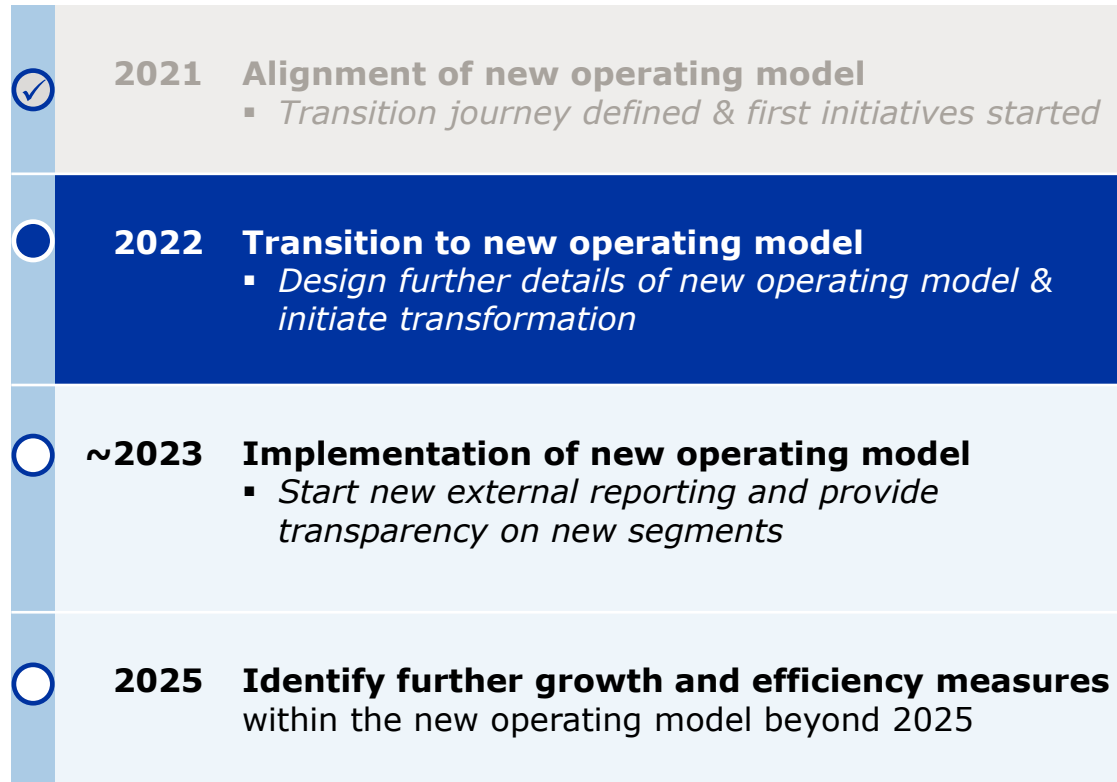 2021 Alignment of new operating model
▪ Transition journey defined & first initiatives started
2022 Transition to new operating model
▪ Design further details of new operating model &
initiate transformation
~2023 Implementation of new operating model
▪ Start new external reporting and provide
transparency on new segments
2025 Identify further growth and efficiency measures
within the new operating model beyond 2025